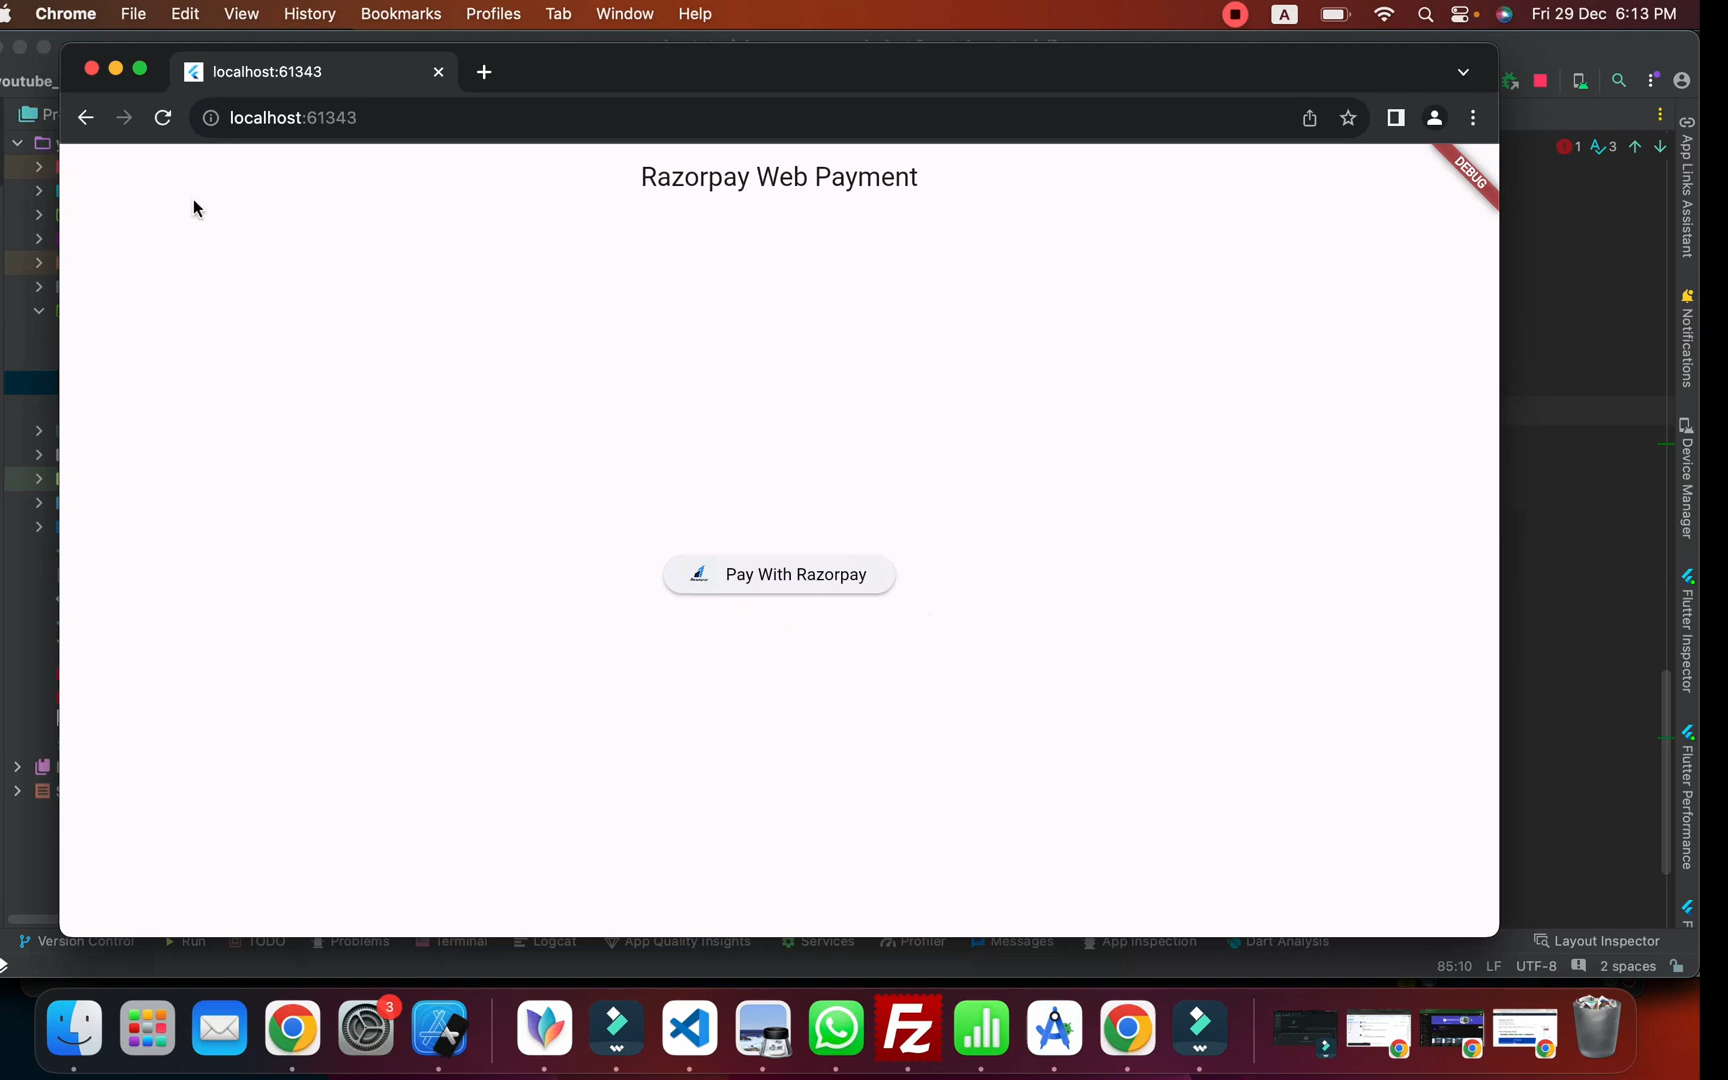 Chrome File Edit View History Bookmarks Profiles Tab Window Help A Fri 29 Dec 6:13 PM
localhost:61343
localhost:61343
Razorpay Web Payment
DEBUG
1 3
Pay With Razorpay
App Links Assistant
Notifications
Device Manager
Flutter Inspector
Flutter Performance
Version Control Run TODO Problems Terminal Logcat App Quality Insights Services Profiler Messages App Inspection Dart Analysis Layout Inspector
85:10 LF UTF-8 2 spaces
3
Fz